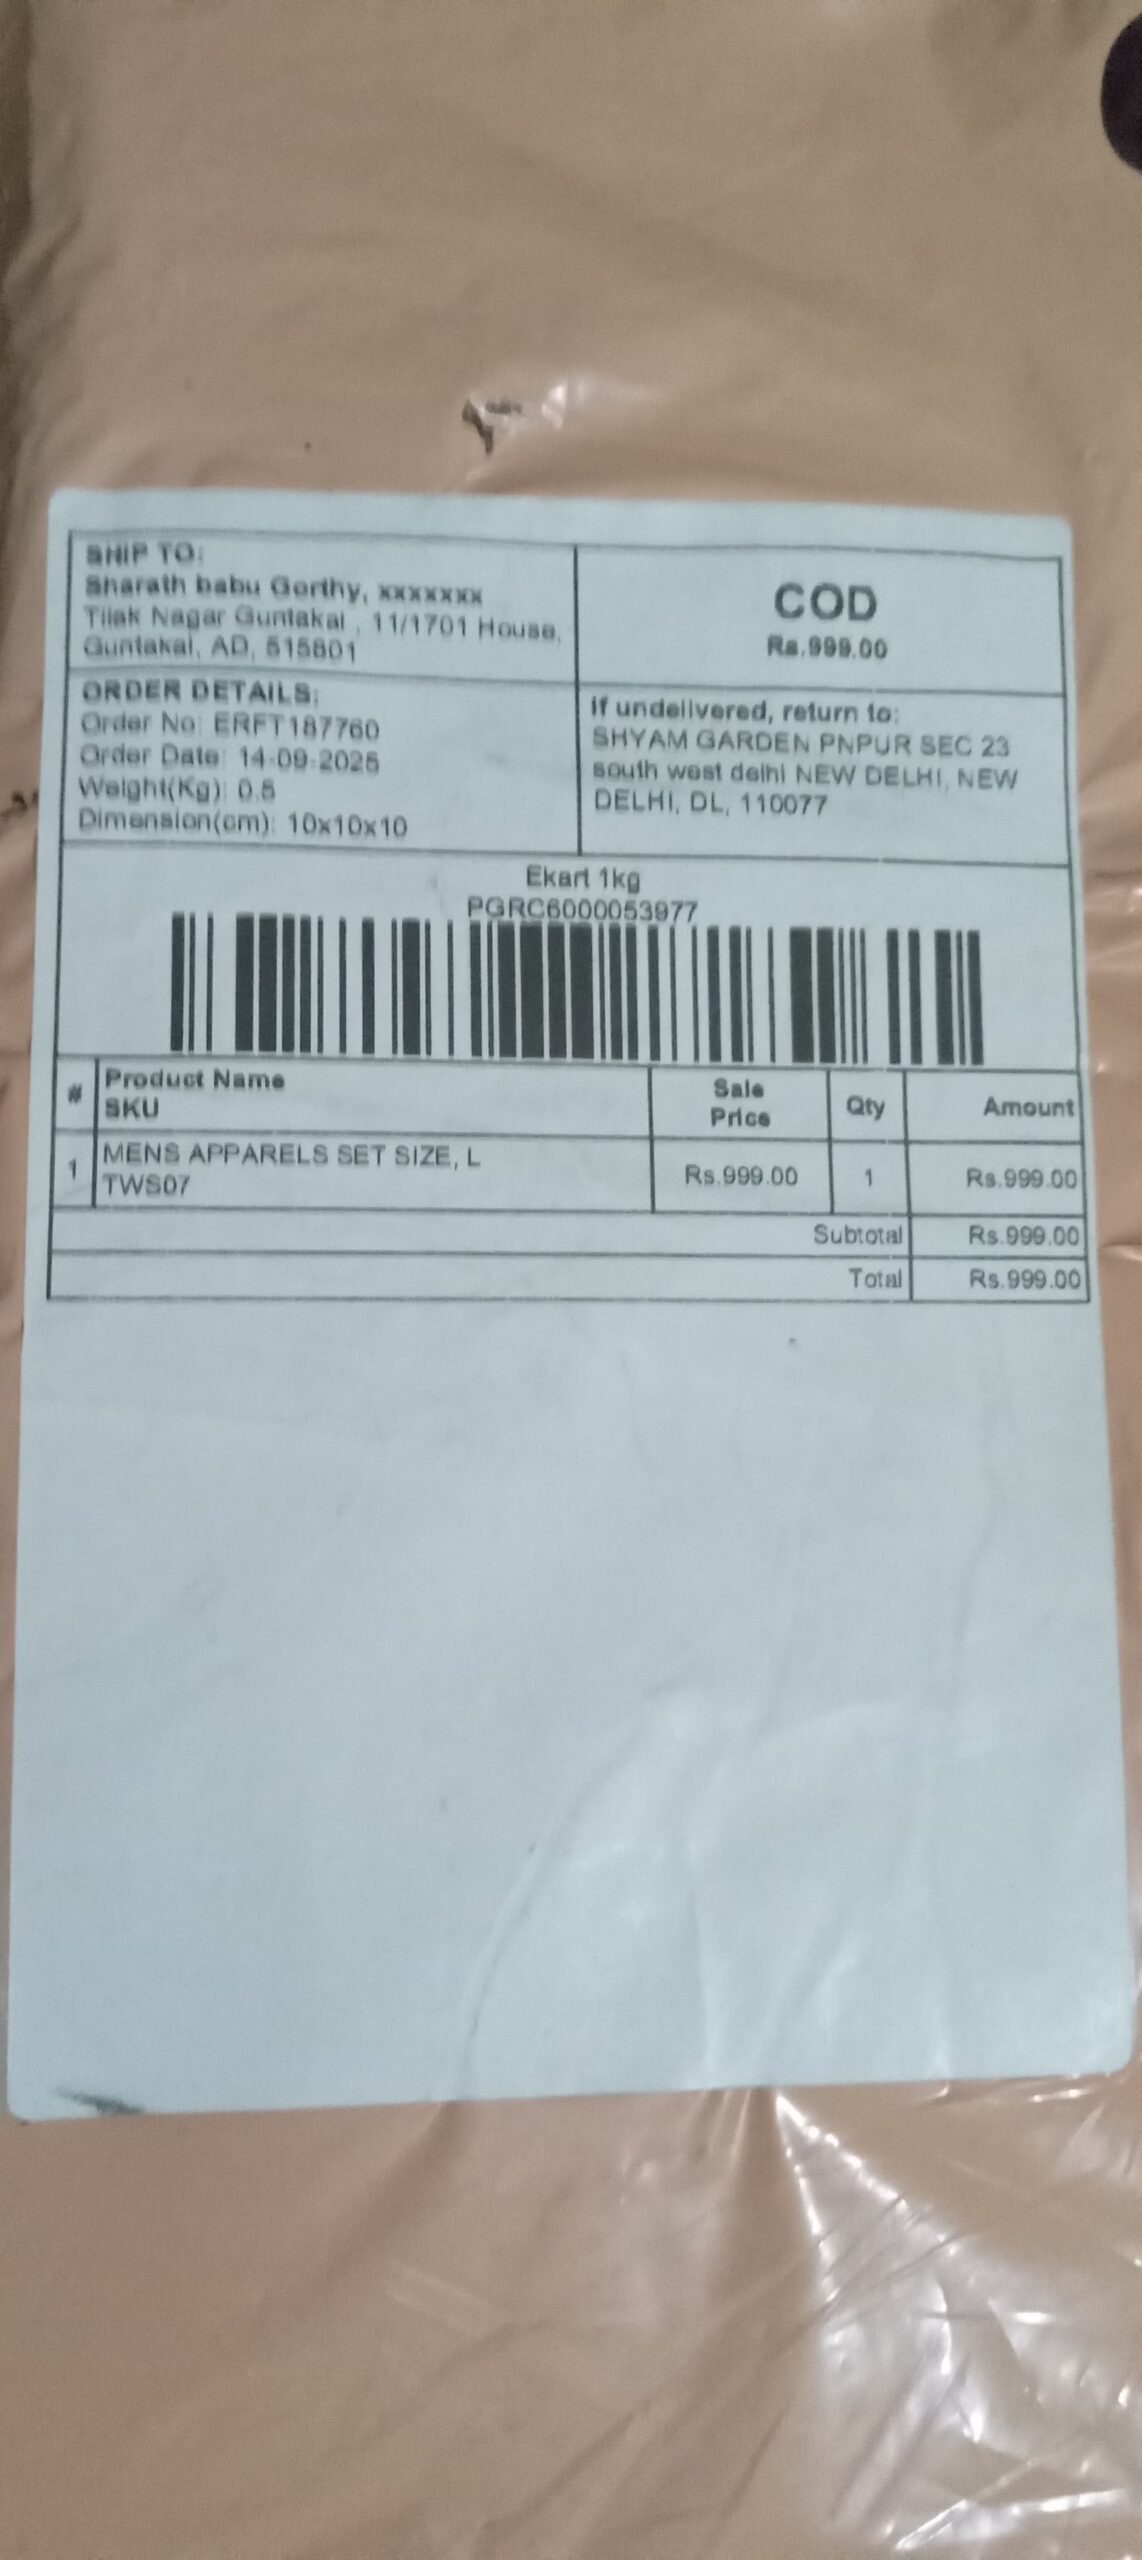 SHIP TO:
Sharath babu Gorthy, xxxxxxx
Tilak Nagar Guntakal , 11/1701 House,
Guntakal, AD, 515801
COD
Rs.999.00
ORDER DETAILS:
Order No: ERFT187760
Order Date: 14-09-2025
Weight(Kg): 0.5
Dimension(cm): 10x10x10
If undelivered, return to:
SHYAM GARDEN PNPUR SEC 23
south west delhi NEW DELHI, NEW
DELHI, DL, 110077
Ekart 1kg
PGRC6000053977
# Product Name SKU Sale Price Qty Amount
1 MENS APPARELS SET SIZE, L TWS07 Rs.999.00 1 Rs.999.00
Subtotal Rs.999.00
Total Rs.999.00